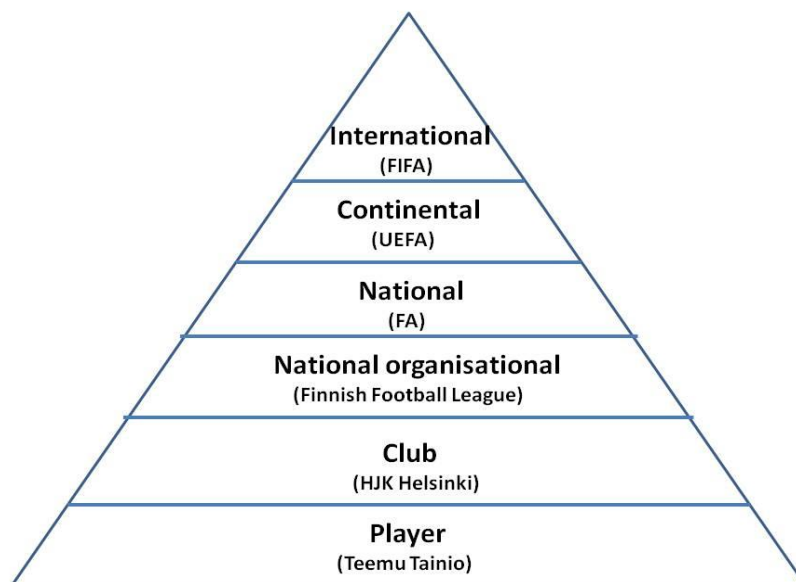 International
(FIFA)
Continental
(UEFA)
National
(FA)
National organisational
(Finnish Football League)
Club
(HJK Helsinki)
Player
(Teemu Tainio)